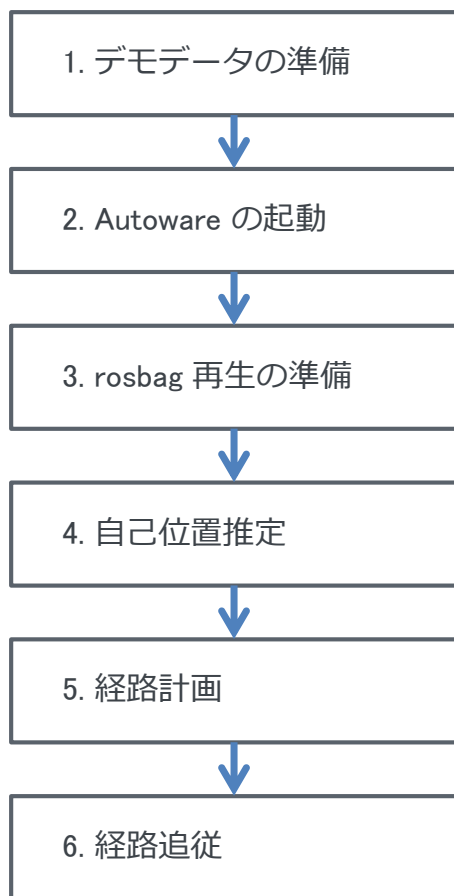 1. デモデータの準備
2. Autoware の起動
3. rosbag 再生の準備
4. 自己位置推定
5. 経路計画
6. 経路追従